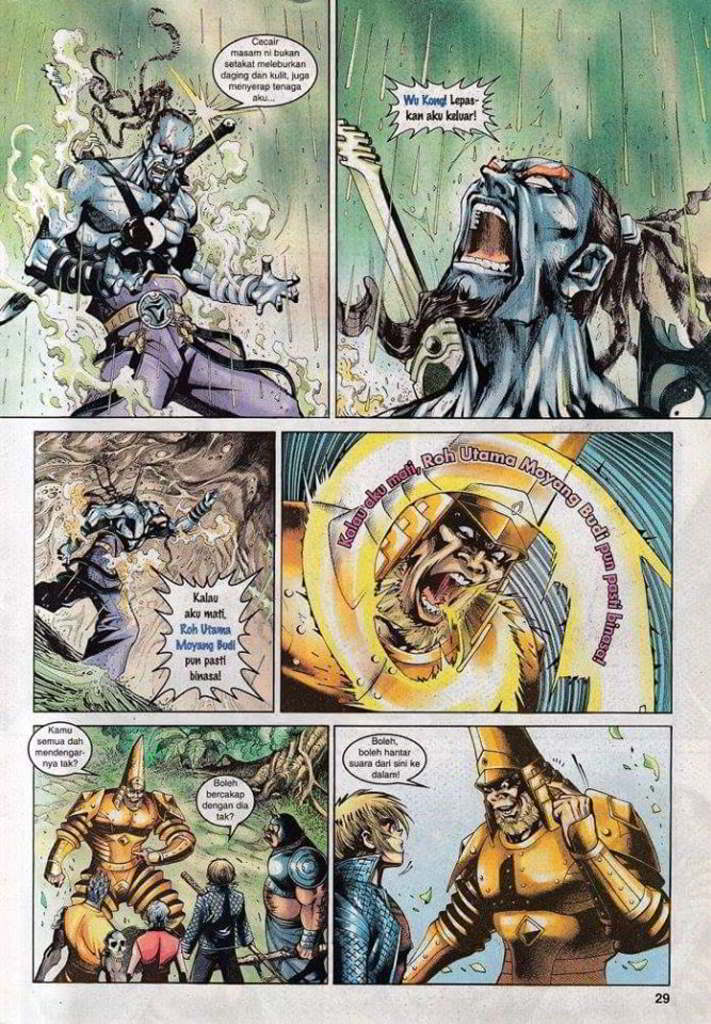 Cecair
masam ni bukan
setakat meleburkan
daging dan kulit, juga
menyerap tenaga
aku...
Wu Kong! Lepas-
kan aku keluar!
Kalau
aku mati,
Roh Utama
Moyang Budi
pun pasti
binasa!
Kalau aku mati, Roh Utama Moyang Budi pun pasti binasa!
Kamu
semua dah
mendengar-
nya tak?
Boleh
bercakap
dengan dia
tak?
Boleh,
boleh hantar
suara dari sini ke
dalam!
29